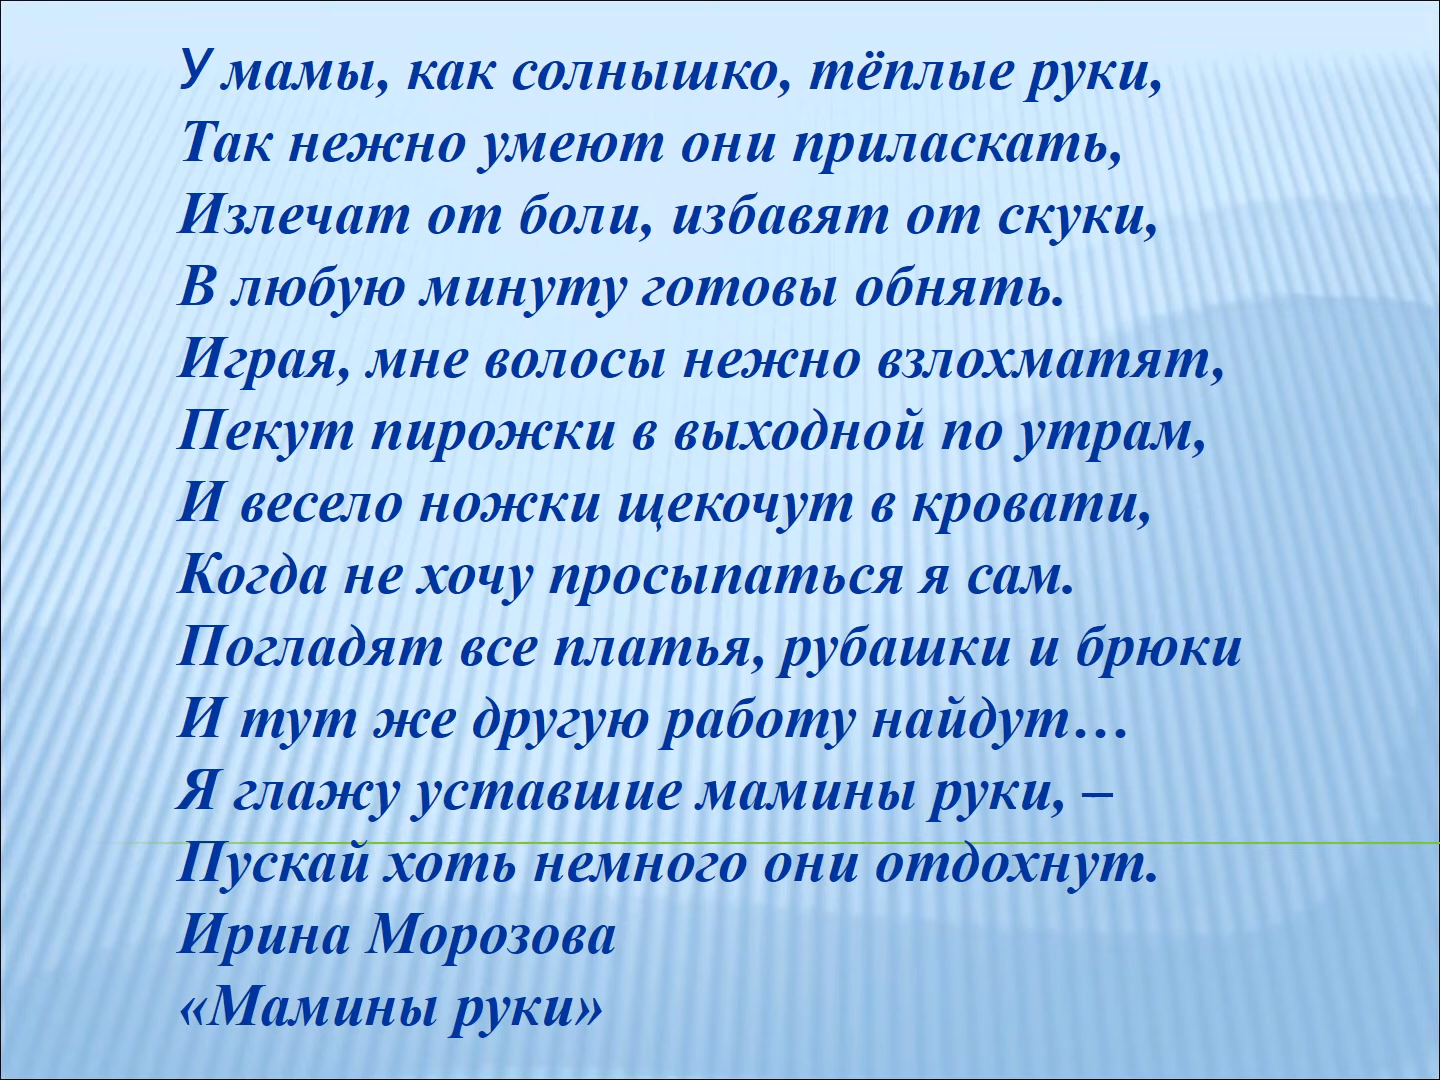 У мамы, как солнышко, тёплые руки,
Так нежно умеют они приласкать,
Излечат от боли, избавят от скуки,
В любую минуту готовы обнять.
Играя, мне волосы нежно взлохматят,
Пекут пирожки в выходной по утрам,
И весело ножки щекочут в кровати,
Когда не хочу просыпаться я сам.
Погладят все платья, рубашки и брюки
И тут же другую работу найдут…
Я глажу уставшие мамины руки, –
Пускай хоть немного они отдохнут.
Ирина Морозова
«Мамины руки»